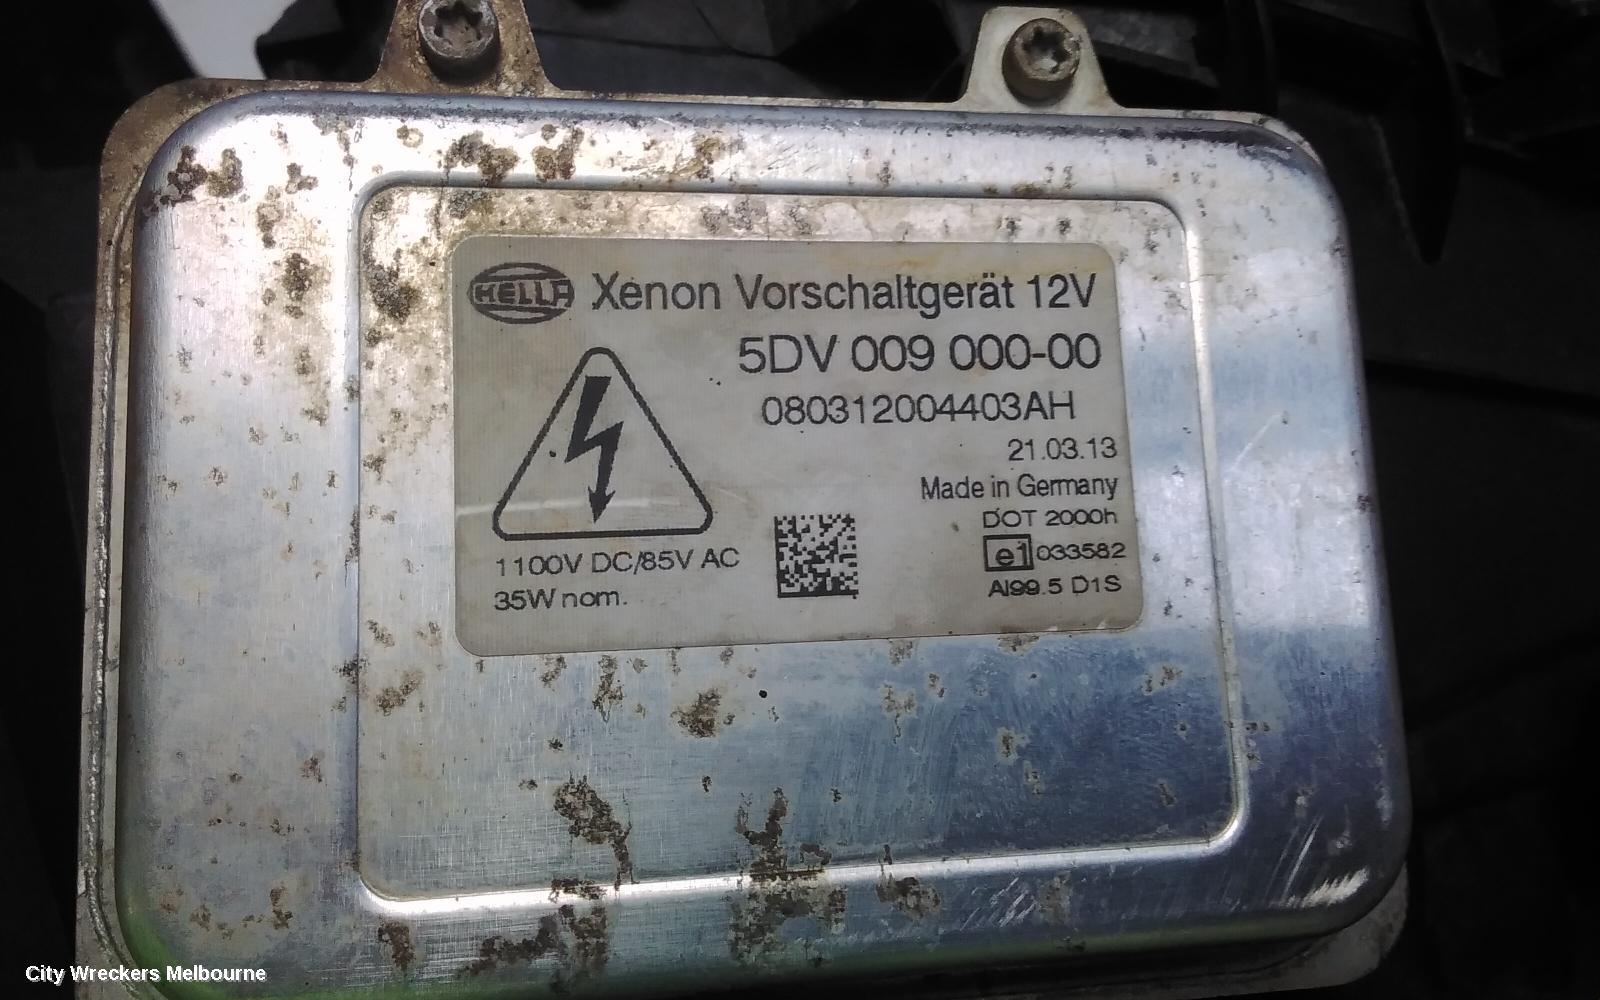 HELLA Xenon Vorschaltgerät 12V
5DV 009 000-00
080312004403AH
21.03.13
Made in Germany
DOT 2000h
1100V DC/85V AC
e1 033582
35W nom.
Al99.5 D1S
City Wreckers Melbourne